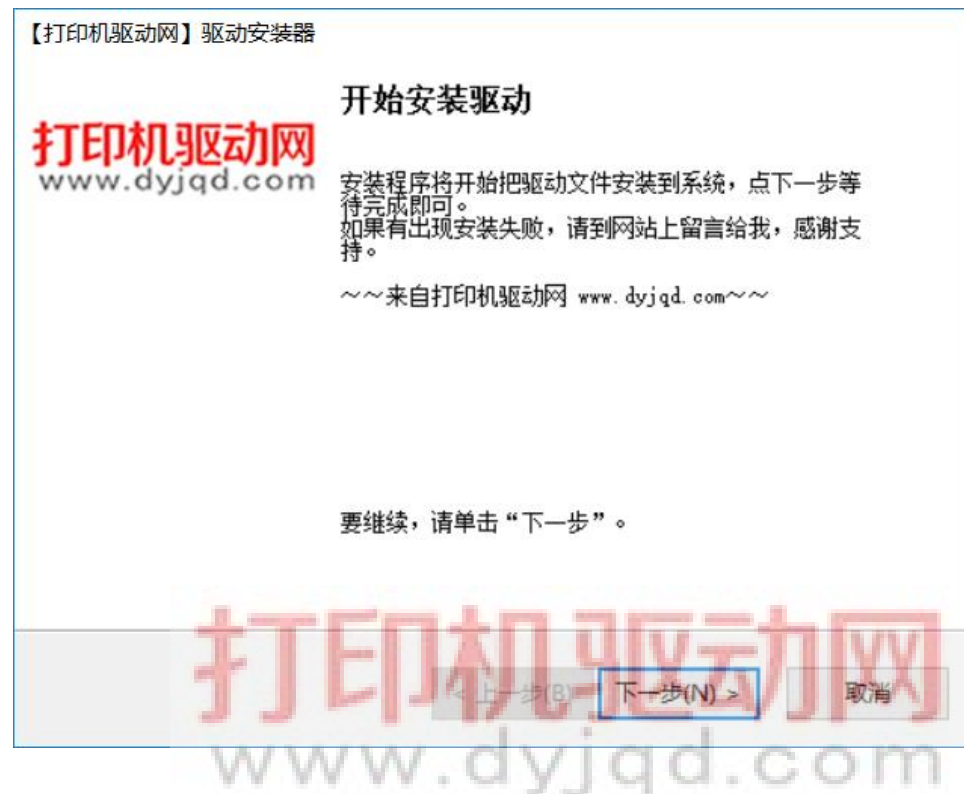 【打印机驱动网】驱动安装器
开始安装驱动
打印机驱动网
www.dyjqd.com
安装程序将开始把驱动文件安装到系统，点下一步等
待完成即可。
如果有出现安装失败，请到网站上留言给我，感谢支
持。
～～来自打印机驱动网 www.dyjqd.com～～
要继续，请单击“下一步”。
< 上一步(B)
下一步(N) >
取消
打印机驱动网
www.dyjqd.com